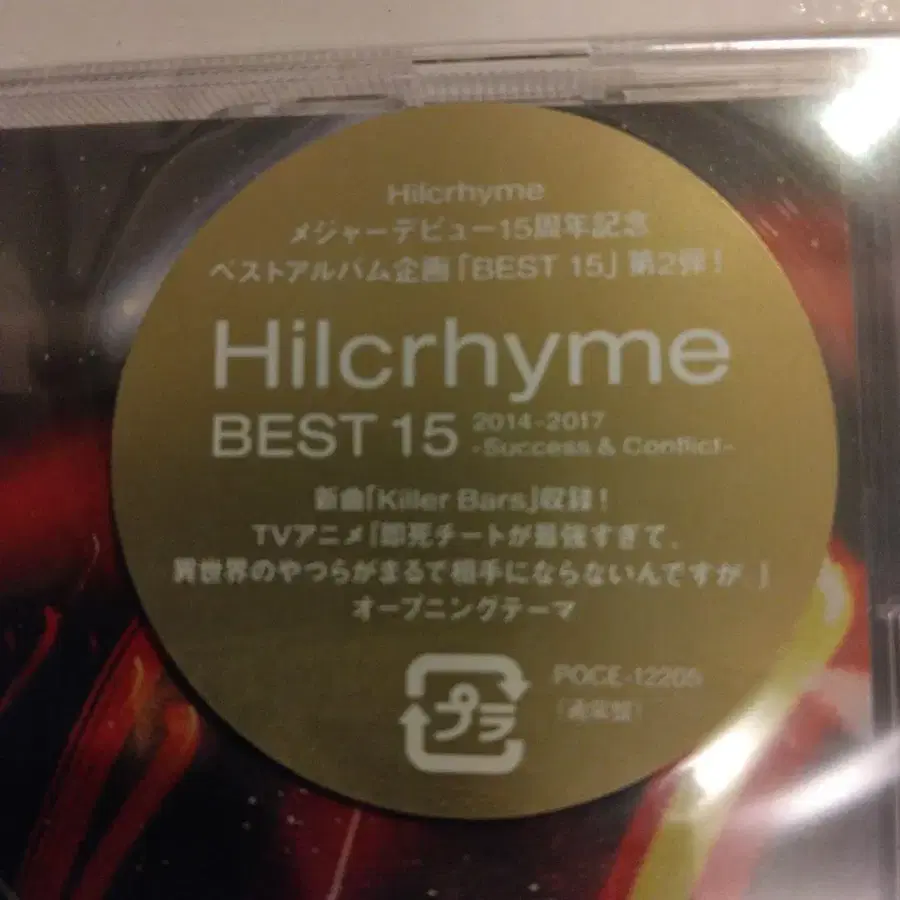 Hilcrhyme
メジャーデビュー15周年記念
ベストアルバム企画「BEST 15」第2弾!
Hilcrhyme
BEST 15 2014-2017
-Success & Conflict-
新曲「Killer Bars」収録!
TVアニメ「即死チートが最強すぎて、
異世界のやつらがまるで相手にならないんですが。」
オープニングテーマ
プラ
POCE-12205
(通常盤)